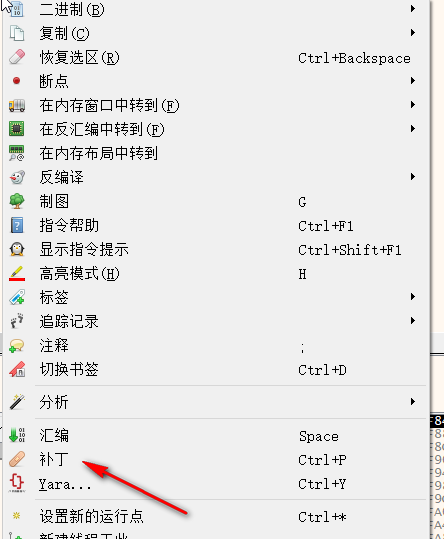 二进制(B)
复制(C)
恢复选区(R) Ctrl+Backspace
断点
在内存窗口中转到(F)
在反汇编中转到(F)
在内存布局中转到
反编译
制图 G
指令帮助 Ctrl+F1
显示指令提示 Ctrl+Shift+F1
高亮模式(H) H
标签
追踪记录
注释 ;
切换书签 Ctrl+D
分析
汇编 Space
补丁 Ctrl+P
Yara... Ctrl+Y
设置新的运行点 Ctrl+*
新建线程于此